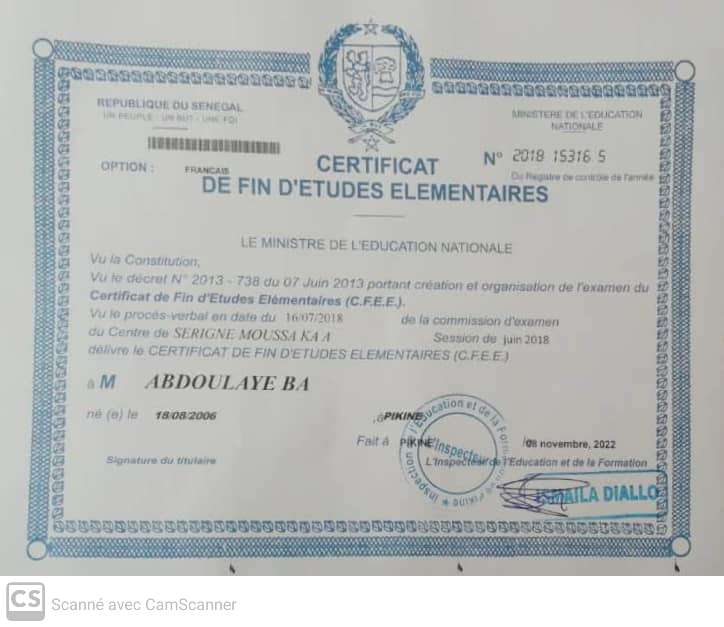 REPUBLIQUE DU SENEGAL
UN PEUPLE - UN BUT - UNE FOI
MINISTERE DE L'EDUCATION
NATIONALE
N° 2018 15316 5
Du Registre de contrôle de l'année
OPTION : FRANCAIS
CERTIFICAT
DE FIN D'ETUDES ELEMENTAIRES
LE MINISTRE DE L'EDUCATION NATIONALE
Vu la Constitution,
Vu le décret N° 2013 - 738 du 07 Juin 2013 portant création et organisation de l'examen du
Certificat de Fin d'Etudes Elémentaires (C.F.E.E.).
Vu le procès-verbal en date du 16/07/2018 de la commission d'examen
du Centre de SERIGNE MOUSSA KA A Session de juin 2018
délivre le CERTIFICAT DE FIN D'ETUDES ELEMENTAIRES (C.F.E.E.)
à M ABDOULAYE BA
né (e) le 18/08/2006 , à PIKINE
Fait à PIKINE /08 novembre, 2022
Signature du titulaire
L'Inspecteur de l'Education et de la Formation
Inspection de l'Education et de la Formation de Pikine
L'Inspecteur
ISMAILA DIALLO
CS Scanné avec CamScanner